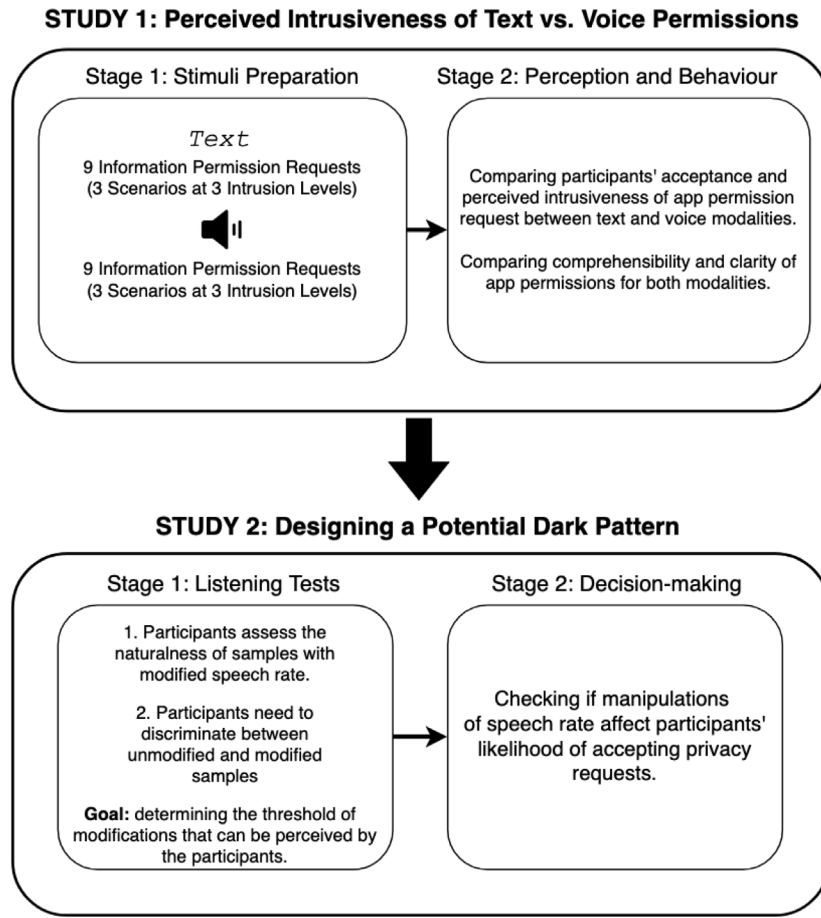 STUDY 1: Perceived Intrusiveness of Text vs. Voice Permissions
Stage 1: Stimuli Preparation
Text
9 Information Permission Requests
(3 Scenarios at 3 Intrusion Levels)
9 Information Permission Requests
(3 Scenarios at 3 Intrusion Levels)
Stage 2: Perception and Behaviour
Comparing participants' acceptance and
perceived intrusiveness of app permission
request between text and voice modalities.
Comparing comprehensibility and clarity of
app permissions for both modalities.
STUDY 2: Designing a Potential Dark Pattern
Stage 1: Listening Tests
1. Participants assess the
naturalness of samples with
modified speech rate.
2. Participants need to
discriminate between
unmodified and modified
samples
Goal: determining the threshold of
modifications that can be perceived by
the participants.
Stage 2: Decision-making
Checking if manipulations
of speech rate affect participants'
likelihood of accepting privacy
requests.